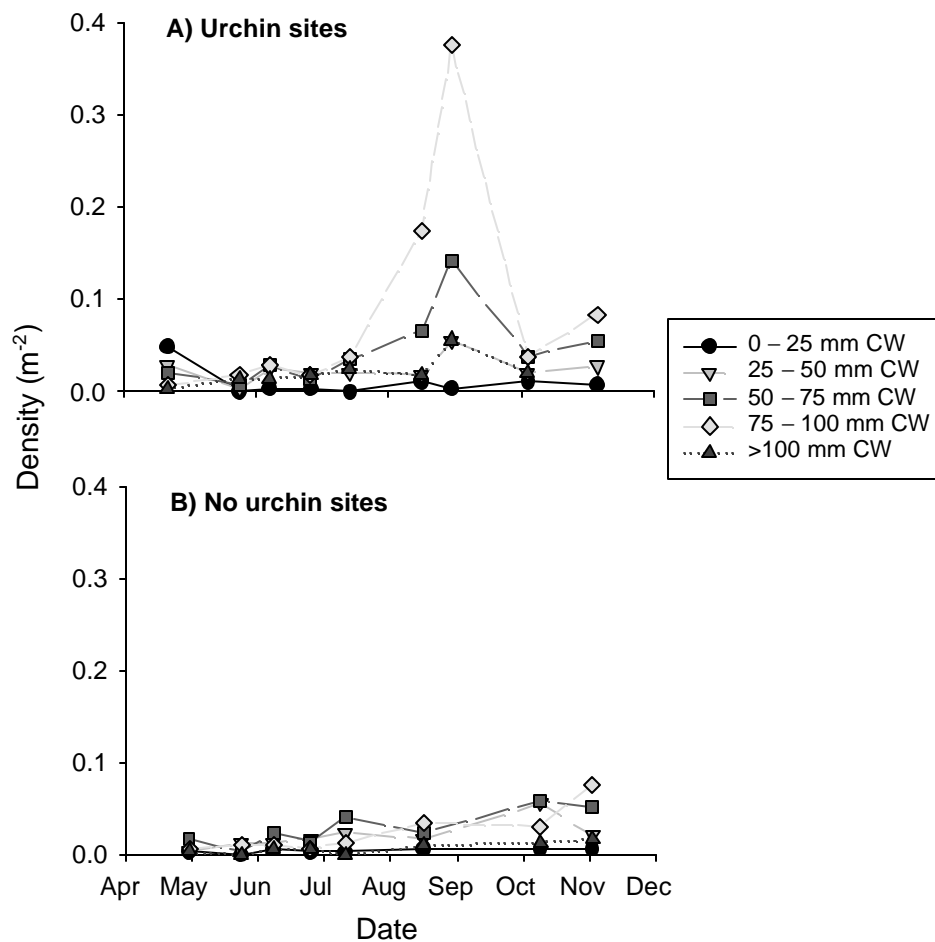 A) Urchin sites
0.4
0.3
0.2
0.1
0.0
Density (m-2)
0 – 25 mm CW
25 – 50 mm CW
50 – 75 mm CW
75 – 100 mm CW
>100 mm CW
B) No urchin sites
0.4
0.3
0.2
0.1
0.0
Apr May Jun Jul Aug Sep Oct Nov Dec
Date